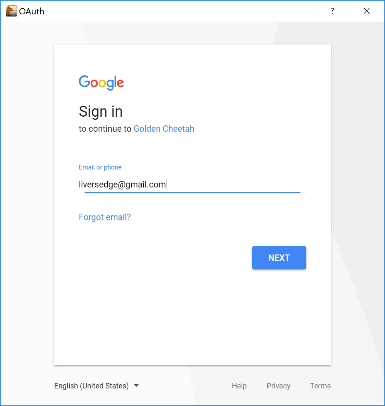 OAuth
Google
Sign in
to continue to Golden Cheetah
Email or phone
liversedge@gmail.com
Forgot email?
NEXT
English (United States) Help Privacy Terms